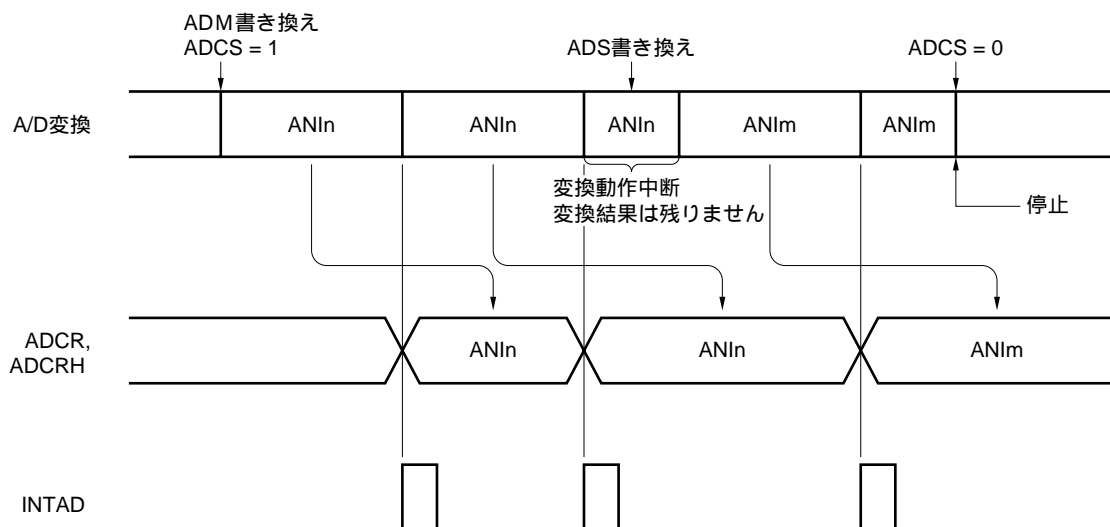 ADM書き換え
ADCS = 1
ADS書き換え
ADCS = 0
A/D変換
ANIn
ANIn
ANIn
ANIm
ANIm
変換動作中断
変換結果は残りません
停止
ADCR,
ADCRH
ANIn
ANIn
ANIm
INTAD